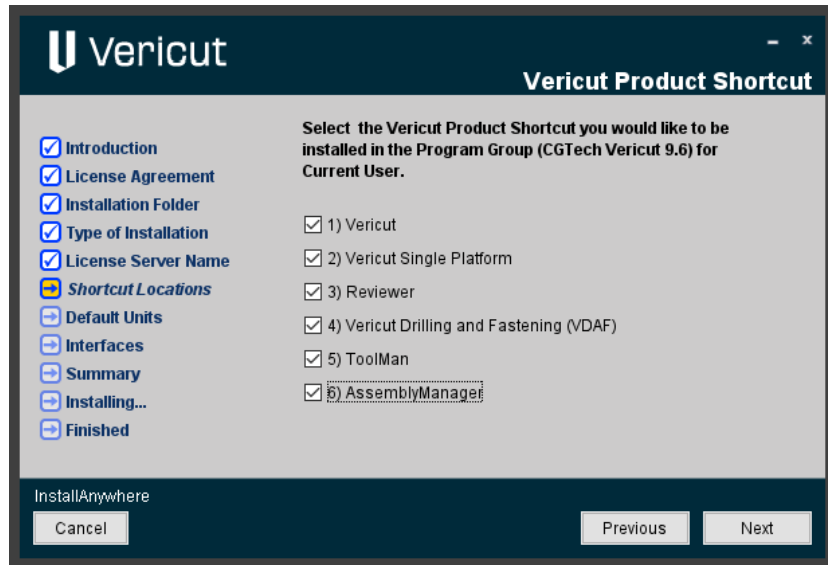 Vericut
Vericut Product Shortcut
Introduction
License Agreement
Installation Folder
Type of Installation
License Server Name
Shortcut Locations
Default Units
Interfaces
Summary
Installing...
Finished
Select the Vericut Product Shortcut you would like to be
installed in the Program Group (CGTech Vericut 9.6) for
Current User.
1) Vericut
2) Vericut Single Platform
3) Reviewer
4) Vericut Drilling and Fastening (VDAF)
5) ToolMan
6) AssemblyManager
InstallAnywhere
Cancel
Previous
Next